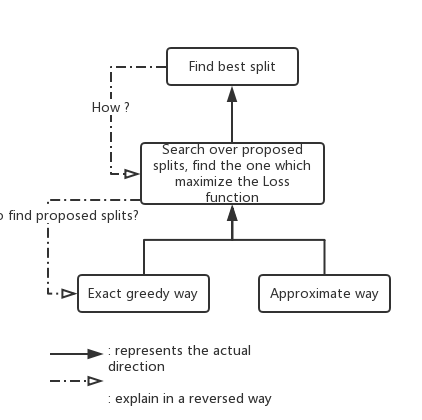 Find best split
How ?
Search over proposed
splits, find the one which
maximize the Loss
function
find proposed splits?
Exact greedy way
Approximate way
: represents the actual
direction
: explain in a reversed way